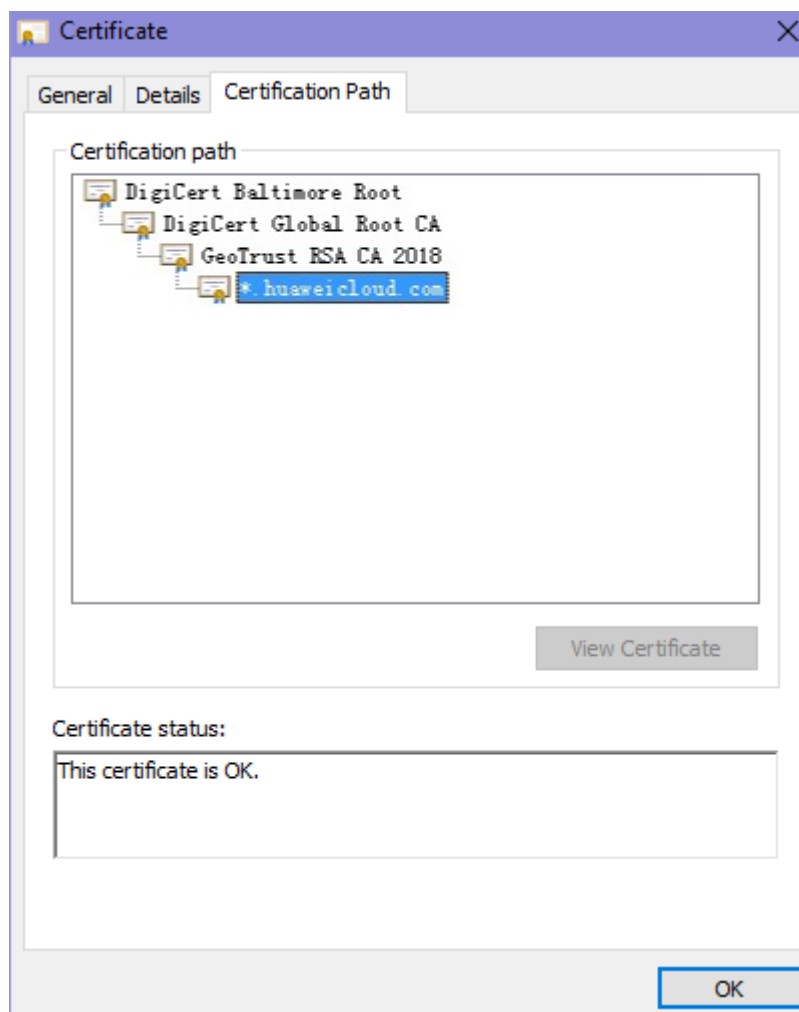 Certificate
General Details Certification Path
Certification path
DigiCert Baltimore Root
DigiCert Global Root CA
GeoTrust RSA CA 2018
*.huaweicloud.com
View Certificate
Certificate status:
This certificate is OK.
OK